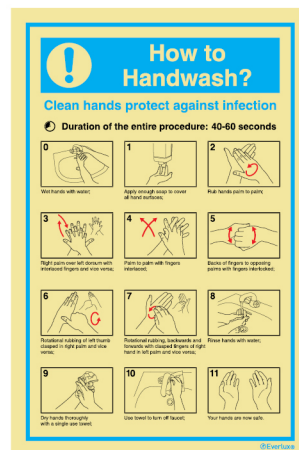 How to
Handwash?
Clean hands protect against infection
Duration of the entire procedure: 40-60 seconds
0
Wet hands with water;
1
Apply enough soap to cover
all hand surfaces;
2
Rub hands palm to palm;
3
Right palm over left dorsum with
interlaced fingers and vice versa;
4
Palm to palm with fingers
interlaced;
5
Backs of fingers to opposing
palms with fingers interlocked;
6
Rotational rubbing of left thumb
clasped in right palm and vice
versa;
7
Rotational rubbing, backwards and
forwards with clasped fingers of right
hand in left palm and vice versa;
8
Rinse hands with water;
9
Dry hands thoroughly
with a single use towel;
10
Use towel to turn off faucet;
11
Your hands are now safe.
©Everluxe